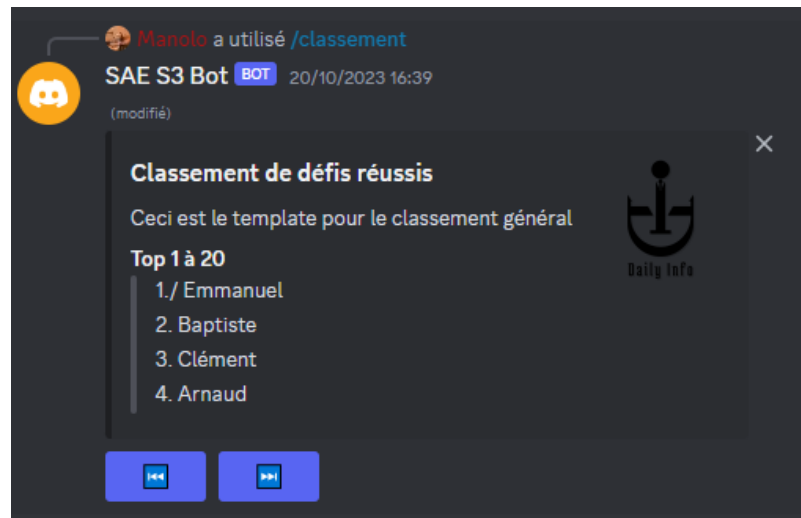 Manolo a utilisé /classement
SAE S3 Bot BOT 20/10/2023 16:39
(modifié)
Classement de défis réussis
Ceci est le template pour le classement général
Top 1 à 20
1./ Emmanuel
2. Baptiste
3. Clément
4. Arnaud
Daily Info